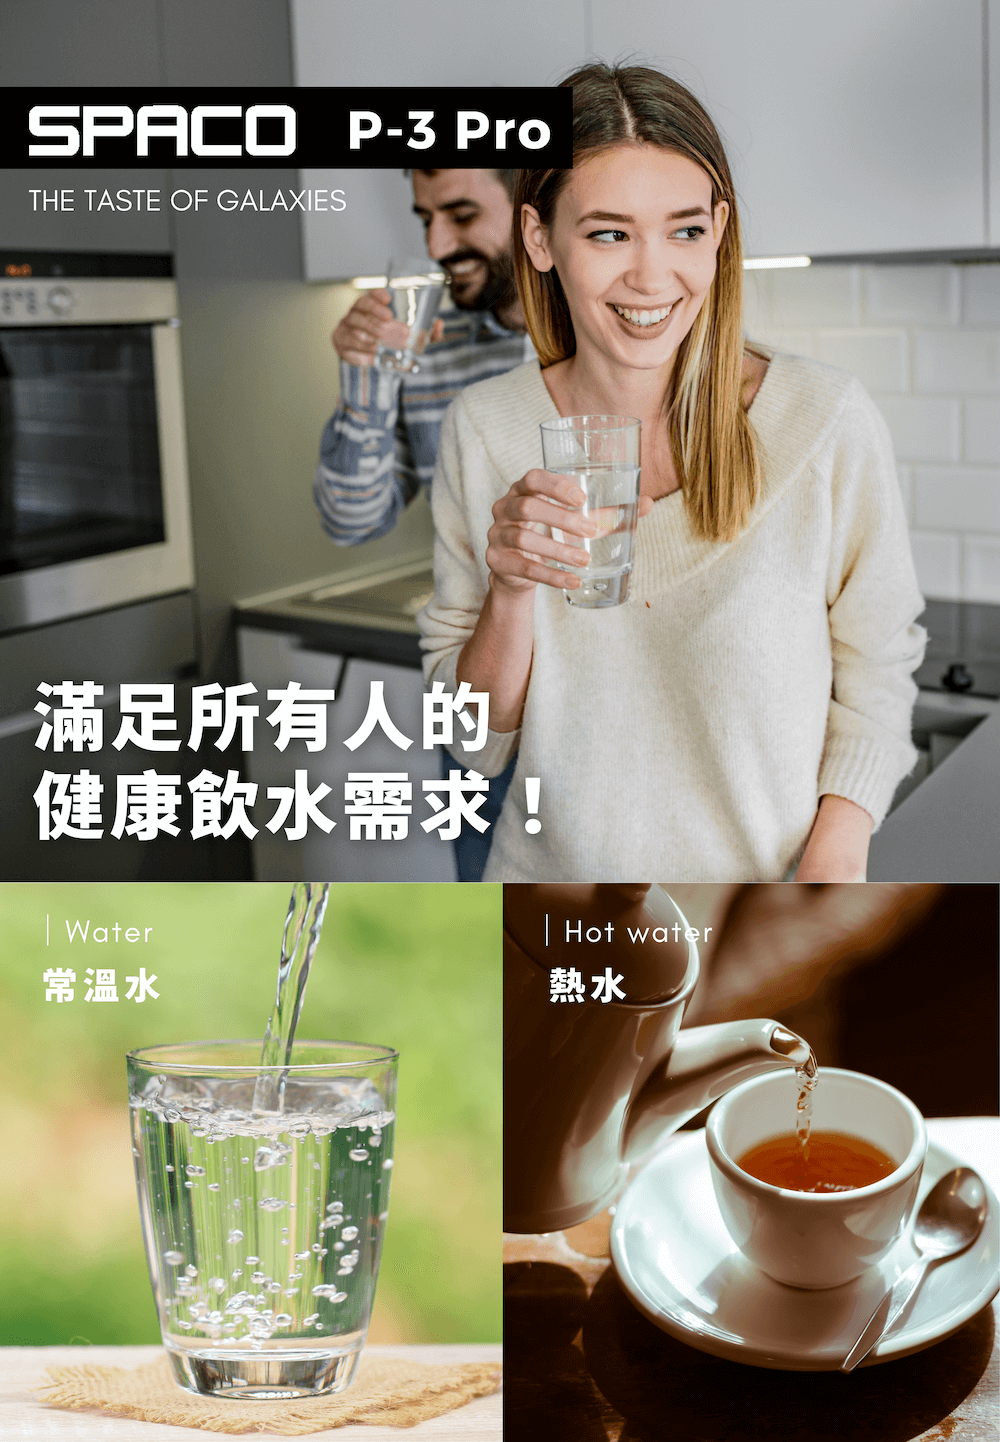 SPACO P-3 Pro
THE TASTE OF GALAXIES
滿足所有人的
健康飲水需求！
Water
常溫水
Hot water
熱水